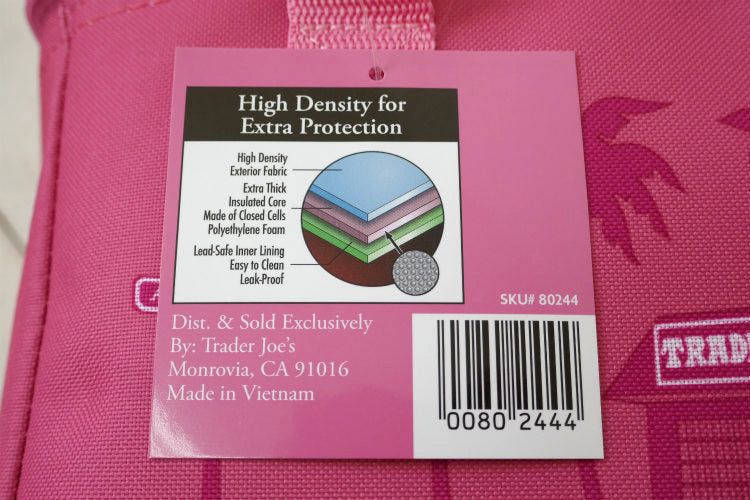 High Density for
Extra Protection
High Density
Exterior Fabric
Extra Thick
Insulated Core
Made of Closed Cells
Polyethylene Foam
Lead-Safe Inner Lining
Easy to Clean
Leak-Proof
SKU# 80244
Dist. & Sold Exclusively
By: Trader Joe's
Monrovia, CA 91016
Made in Vietnam
0080 2444